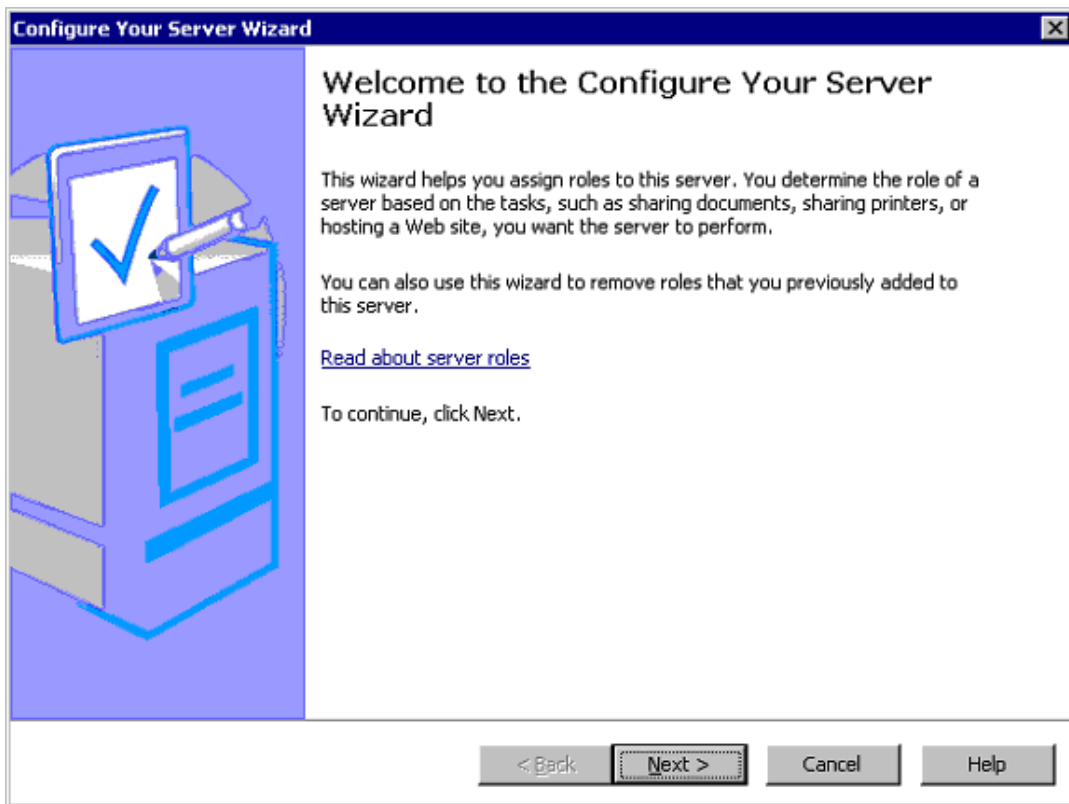 Configure Your Server Wizard
Welcome to the Configure Your Server
Wizard
This wizard helps you assign roles to this server. You determine the role of a
server based on the tasks, such as sharing documents, sharing printers, or
hosting a Web site, you want the server to perform.
You can also use this wizard to remove roles that you previously added to
this server.
Read about server roles
To continue, click Next.
< Back Next > Cancel Help